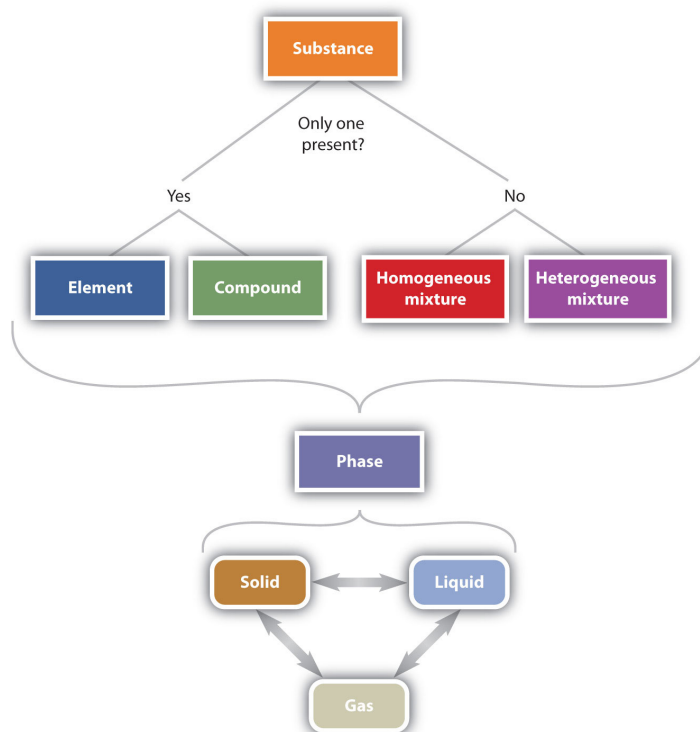 Substance
Only one
present?
Yes
No
Element
Compound
Homogeneous
mixture
Heterogeneous
mixture
Phase
Solid
Liquid
Gas